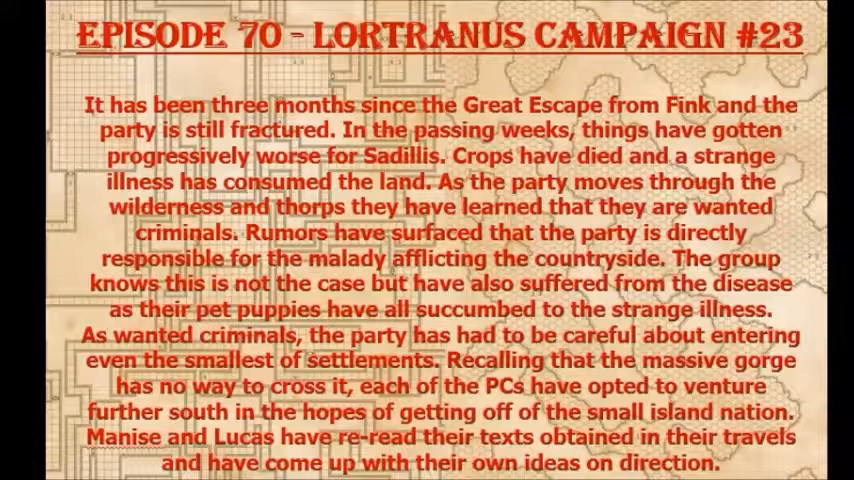 EPISODE 70 - LORTRANUS CAMPAIGN #23
It has been three months since the Great Escape from Fink and the
party is still fractured. In the passing weeks, things have gotten
progressively worse for Sadillis. Crops have died and a strange
illness has consumed the land. As the party moves through the
wilderness and thorps they have learned that they are wanted
criminals. Rumors have surfaced that the party is directly
responsible for the malady afflicting the countryside. The group
knows this is not the case but have also suffered from the disease
as their pet puppies have all succumbed to the strange illness.
As wanted criminals, the party has had to be careful about entering
even the smallest of settlements. Recalling that the massive gorge
has no way to cross it, each of the PCs have opted to venture
further south in the hopes of getting off of the small island nation.
Manise and Lucas have re-read their texts obtained in their travels
and have come up with their own ideas on direction.